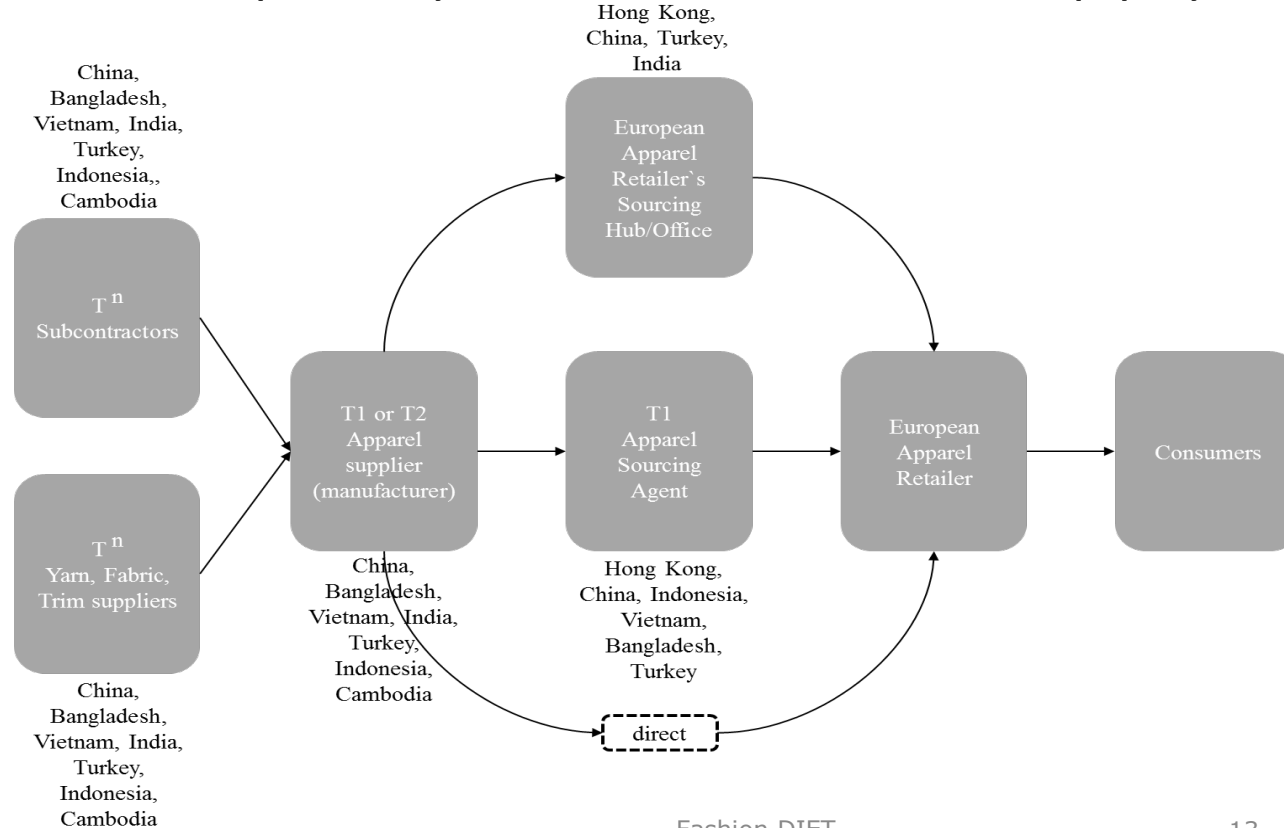 Hong Kong,
China, Turkey,
India
China,
Bangladesh,
Vietnam, India,
Turkey,
Indonesia,,
Cambodia
European
Apparel
Retailer`s
Sourcing
Hub/Office
T n
Subcontractors
T1 or T2
Apparel
supplier
(manufacturer)
T1
Apparel
Sourcing
Agent
European
Apparel
Retailer
Consumers
T n
Yarn, Fabric,
Trim suppliers
China,
Bangladesh,
Vietnam, India,
Turkey,
Indonesia,
Cambodia
Hong Kong,
China, Indonesia,
Vietnam,
Bangladesh,
Turkey
direct
China,
Bangladesh,
Vietnam, India,
Turkey,
Indonesia,
Cambodia